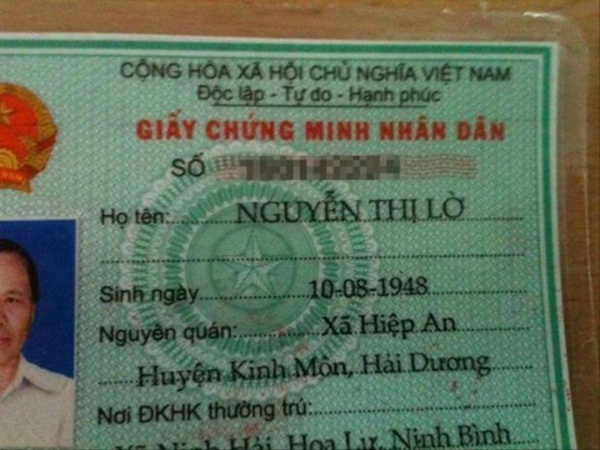 CỘNG HÒA XÃ HỘI CHỦ NGHĨA VIỆT NAM
Độc lập - Tự do - Hạnh phúc
GIẤY CHỨNG MINH NHÂN DÂN
SỐ
Họ tên: NGUYỄN THỊ LỜ
Sinh ngày 10-08-1948
Nguyên quán: Xã Hiệp An
Huyện Kinh Môn, Hải Dương
Nơi ĐKHK thường trú:
Xã Ninh Hải, Hoa Lư, Ninh Bình